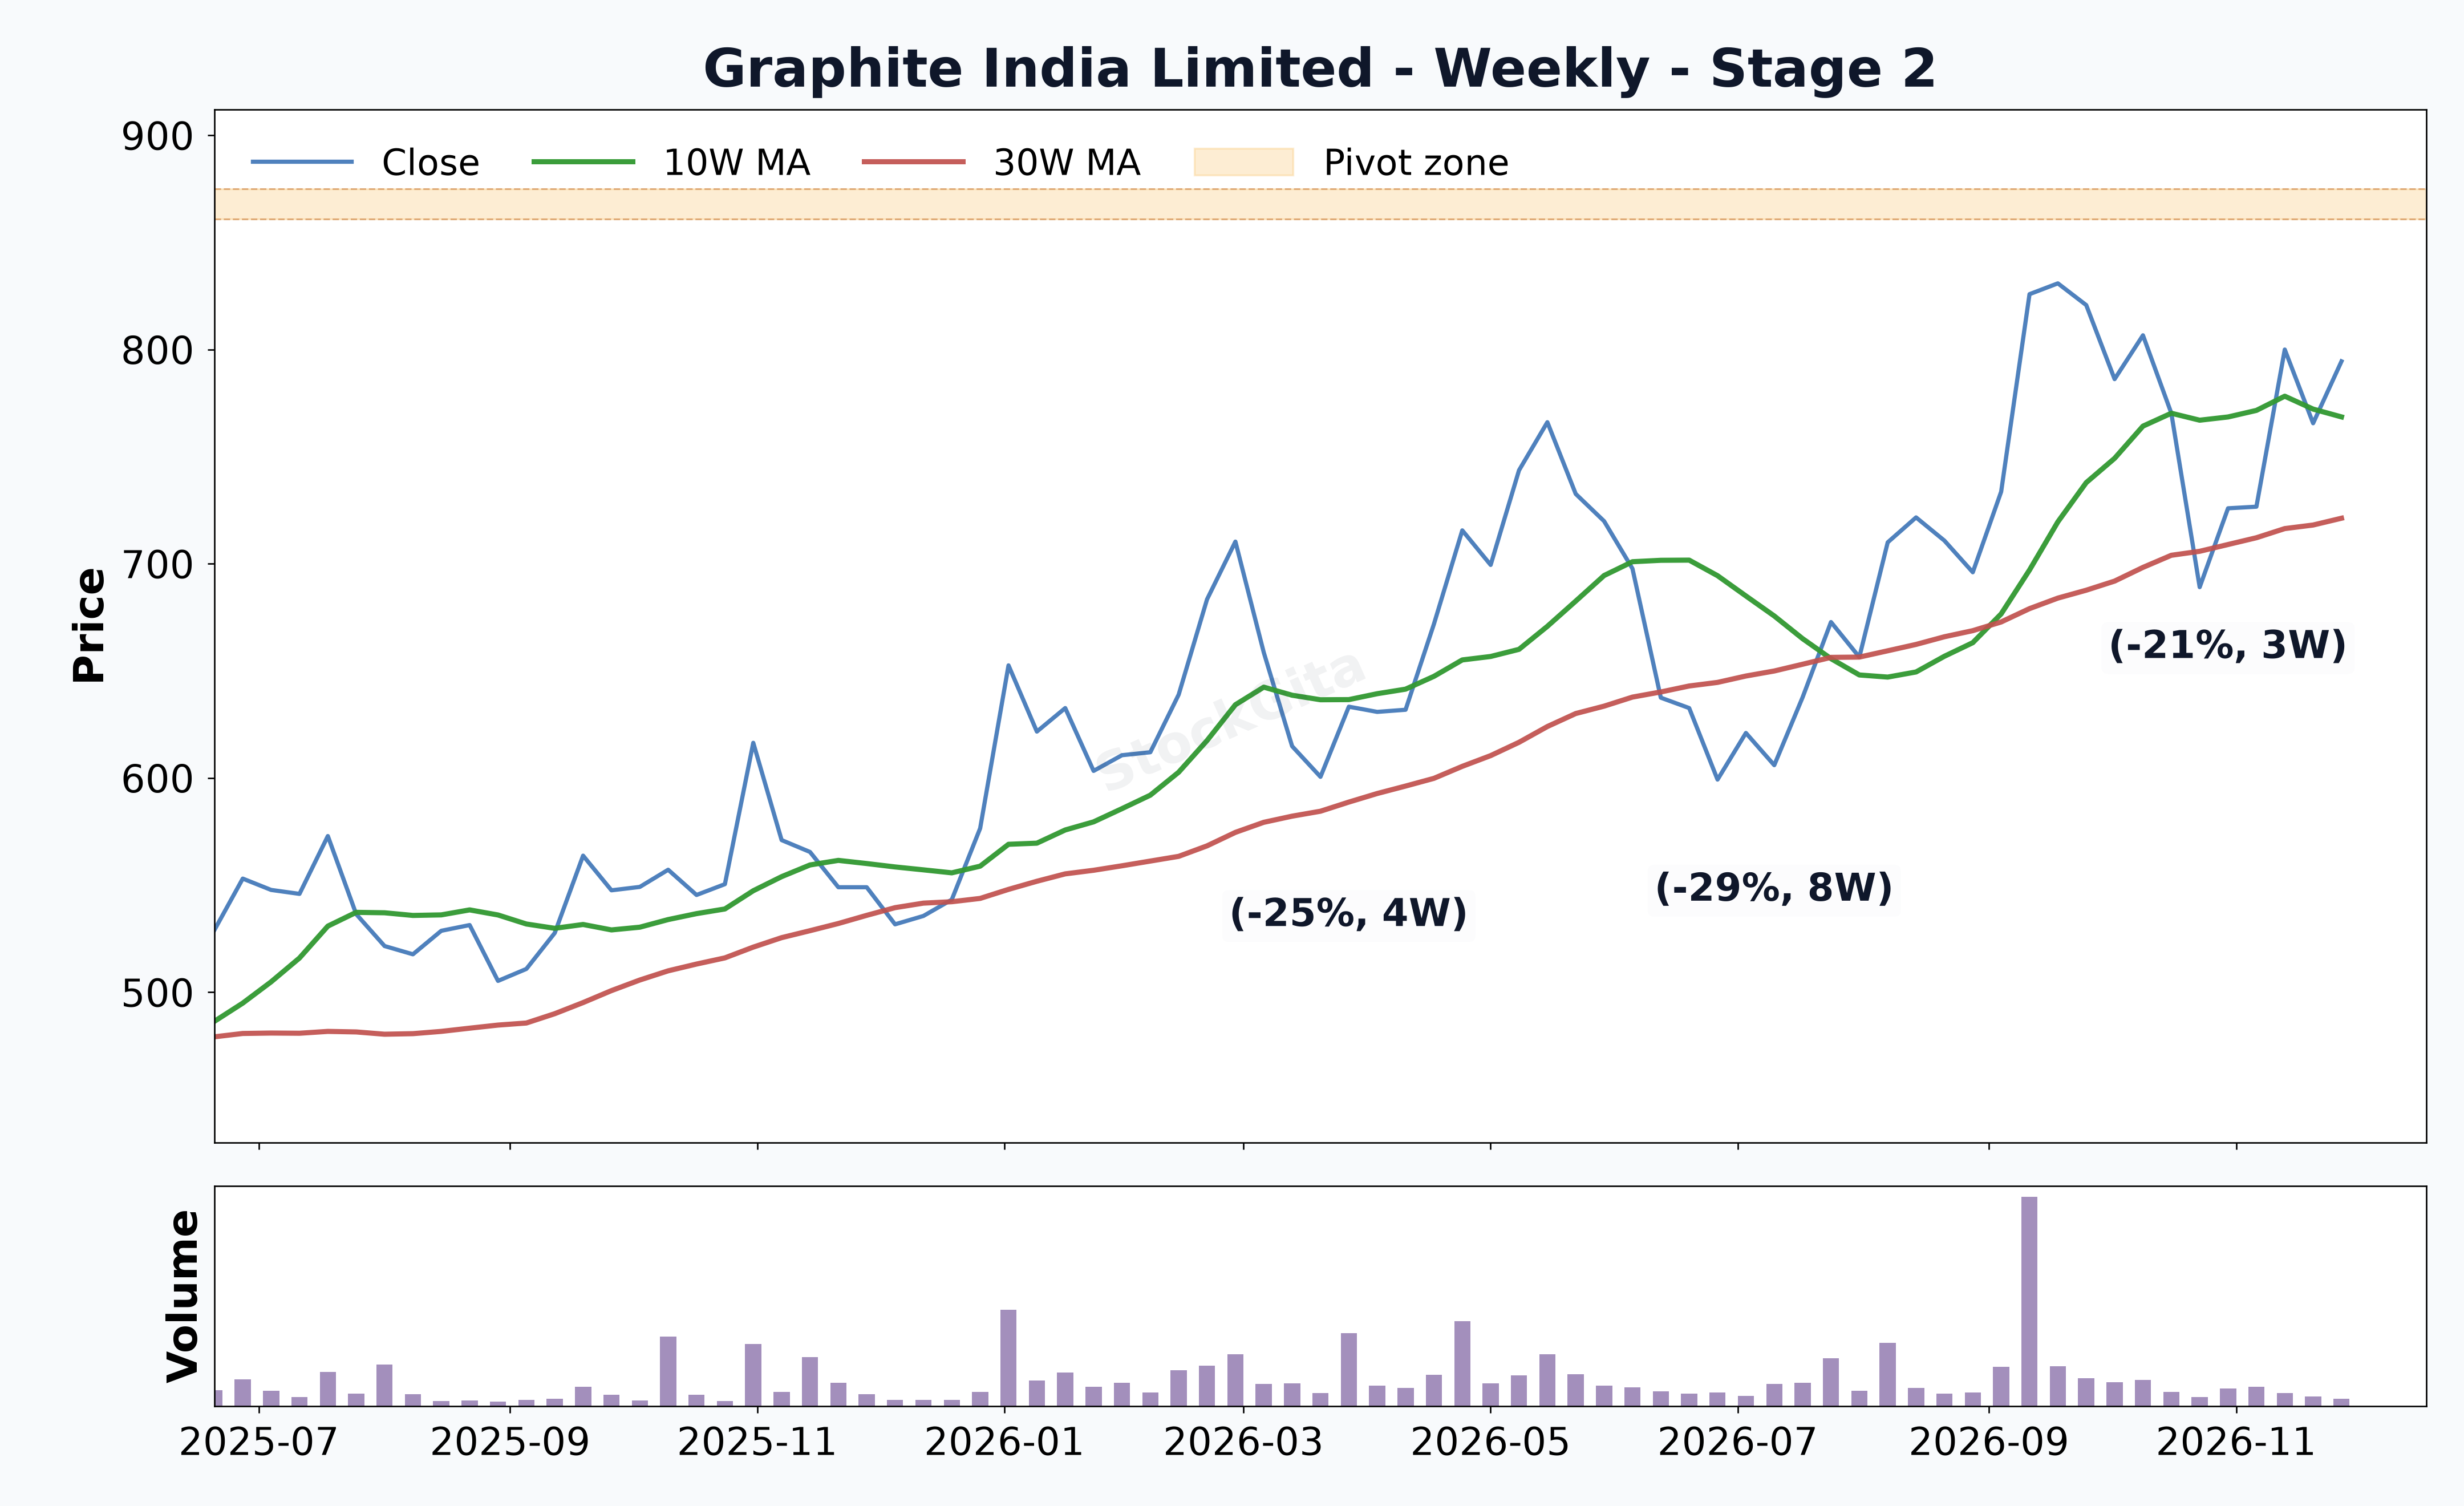 Graphite India Limited - Weekly - Stage 2
Close 10W MA 30W MA Pivot zone
Price
900
800
700
600
500
StockGita
(-21%, 3W)
(-29%, 8W)
(-25%, 4W)
Volume
2025-07 2025-09 2025-11 2026-01 2026-03 2026-05 2026-07 2026-09 2026-11